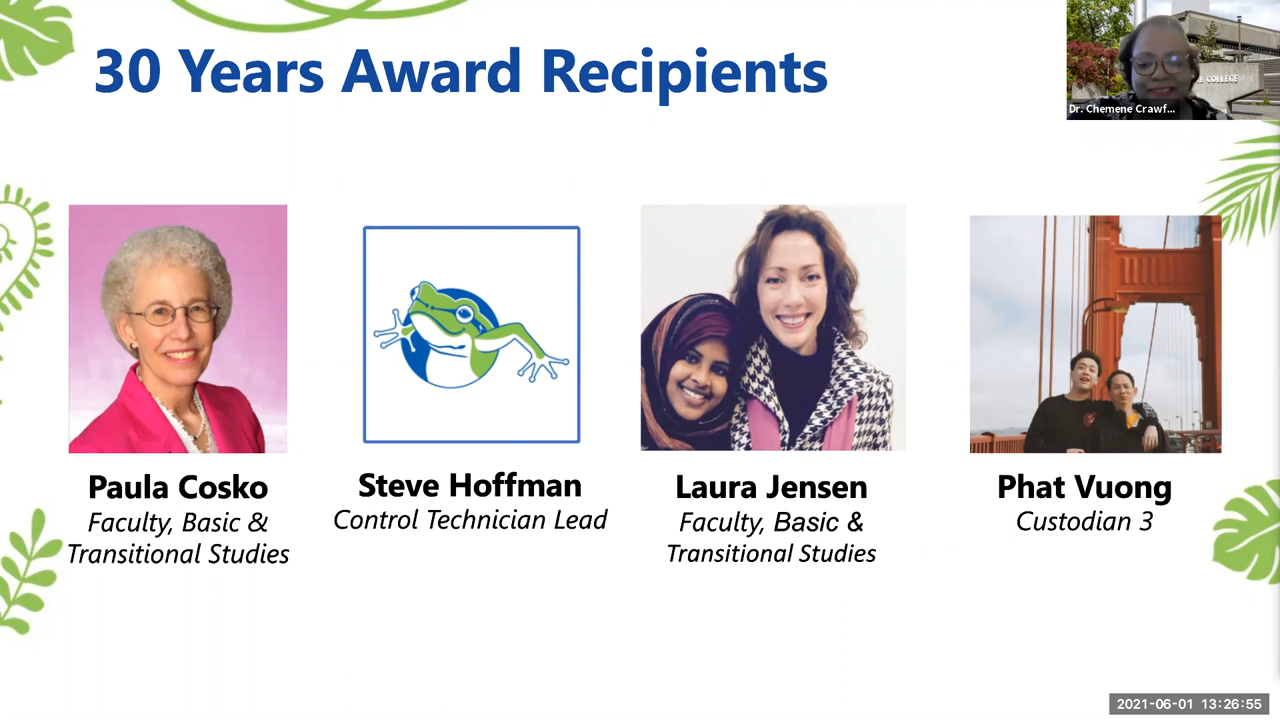 30 Years Award Recipients
COLLEGE
Dr. Chemene Crawf...
Paula Cosko
Faculty, Basic &
Transitional Studies
Steve Hoffman
Control Technician Lead
Laura Jensen
Faculty, Basic &
Transitional Studies
Phat Vuong
Custodian 3
2021-06-01 13:26:55